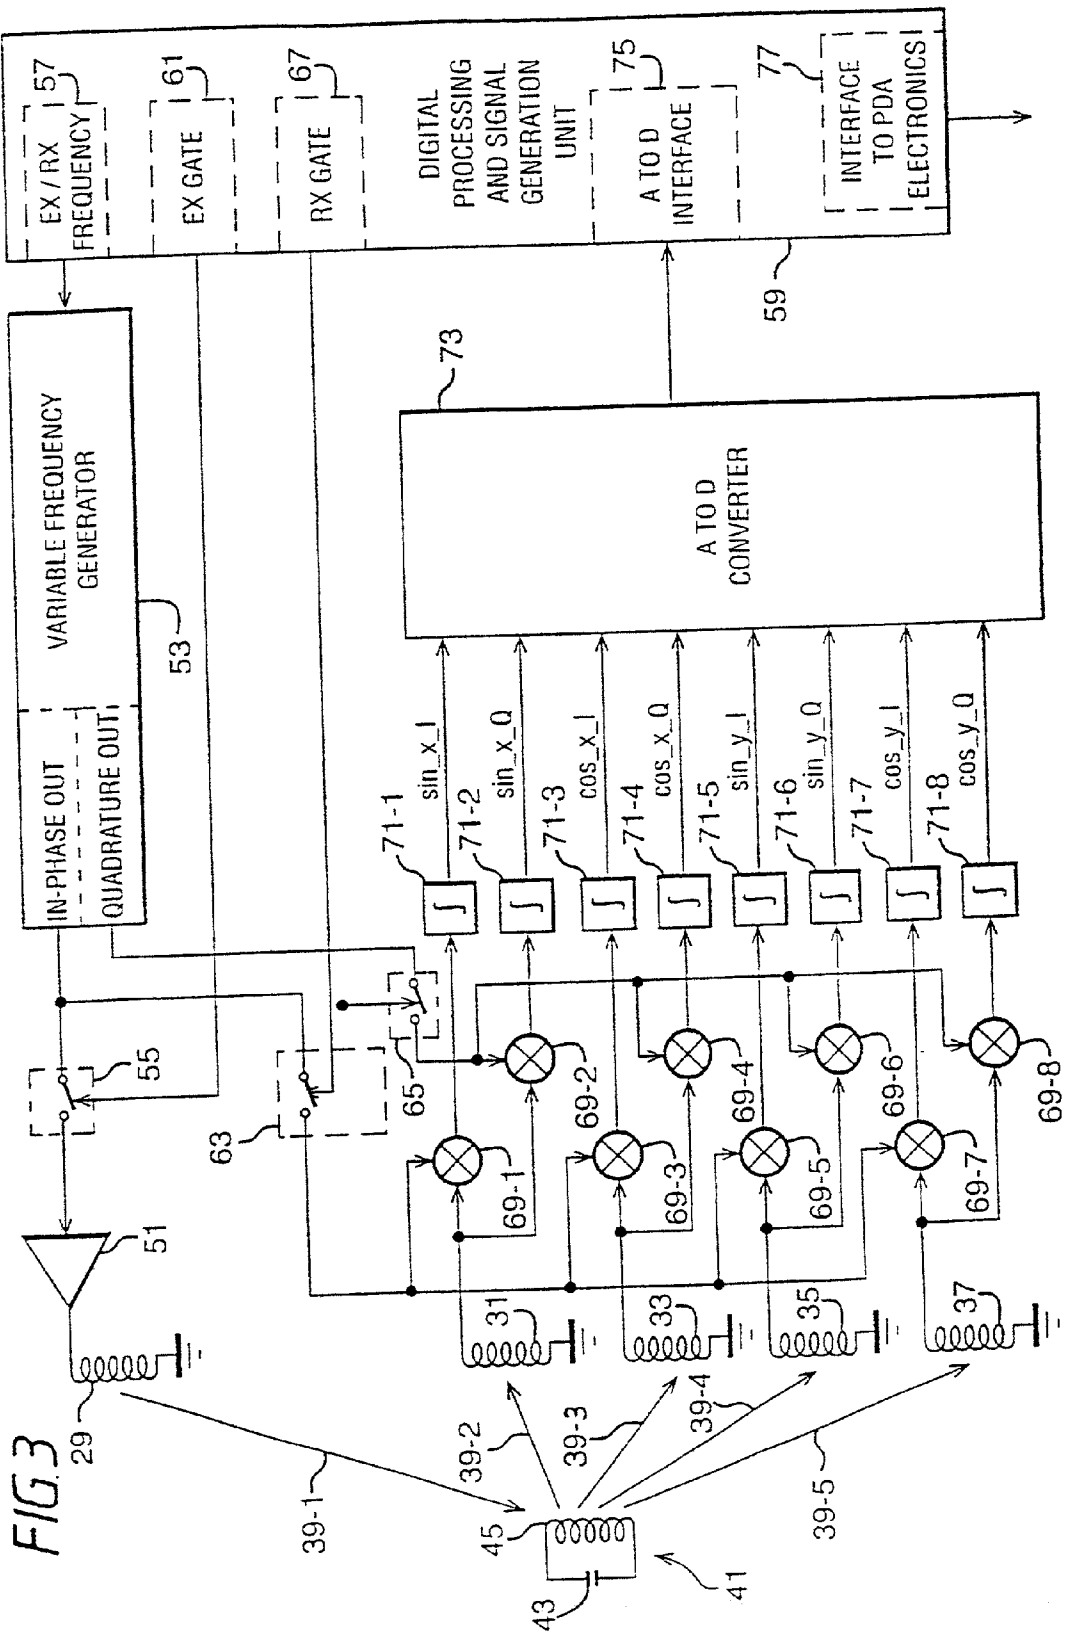 FIG. 3
29
51
55
IN-PHASE OUT
QUADRATURE OUT
VARIABLE FREQUENCY
GENERATOR
53
EX / RX
FREQUENCY
57
EX GATE
61
RX GATE
67
DIGITAL
PROCESSING
AND SIGNAL
GENERATION
UNIT
A TO D
INTERFACE
75
INTERFACE
TO PDA
ELECTRONICS
77
59
63
65
39-1
39-2
39-3
39-4
39-5
45
43
41
31
33
35
37
69-1
69-2
69-3
69-4
69-5
69-6
69-7
69-8
71-1
71-2
71-3
71-4
71-5
71-6
71-7
71-8
∫
∫
∫
∫
∫
∫
∫
∫
sin_x_I
sin_x_Q
cos_x_I
cos_x_Q
sin_y_I
sin_y_Q
cos_y_I
cos_y_Q
A TO D
CONVERTER
73